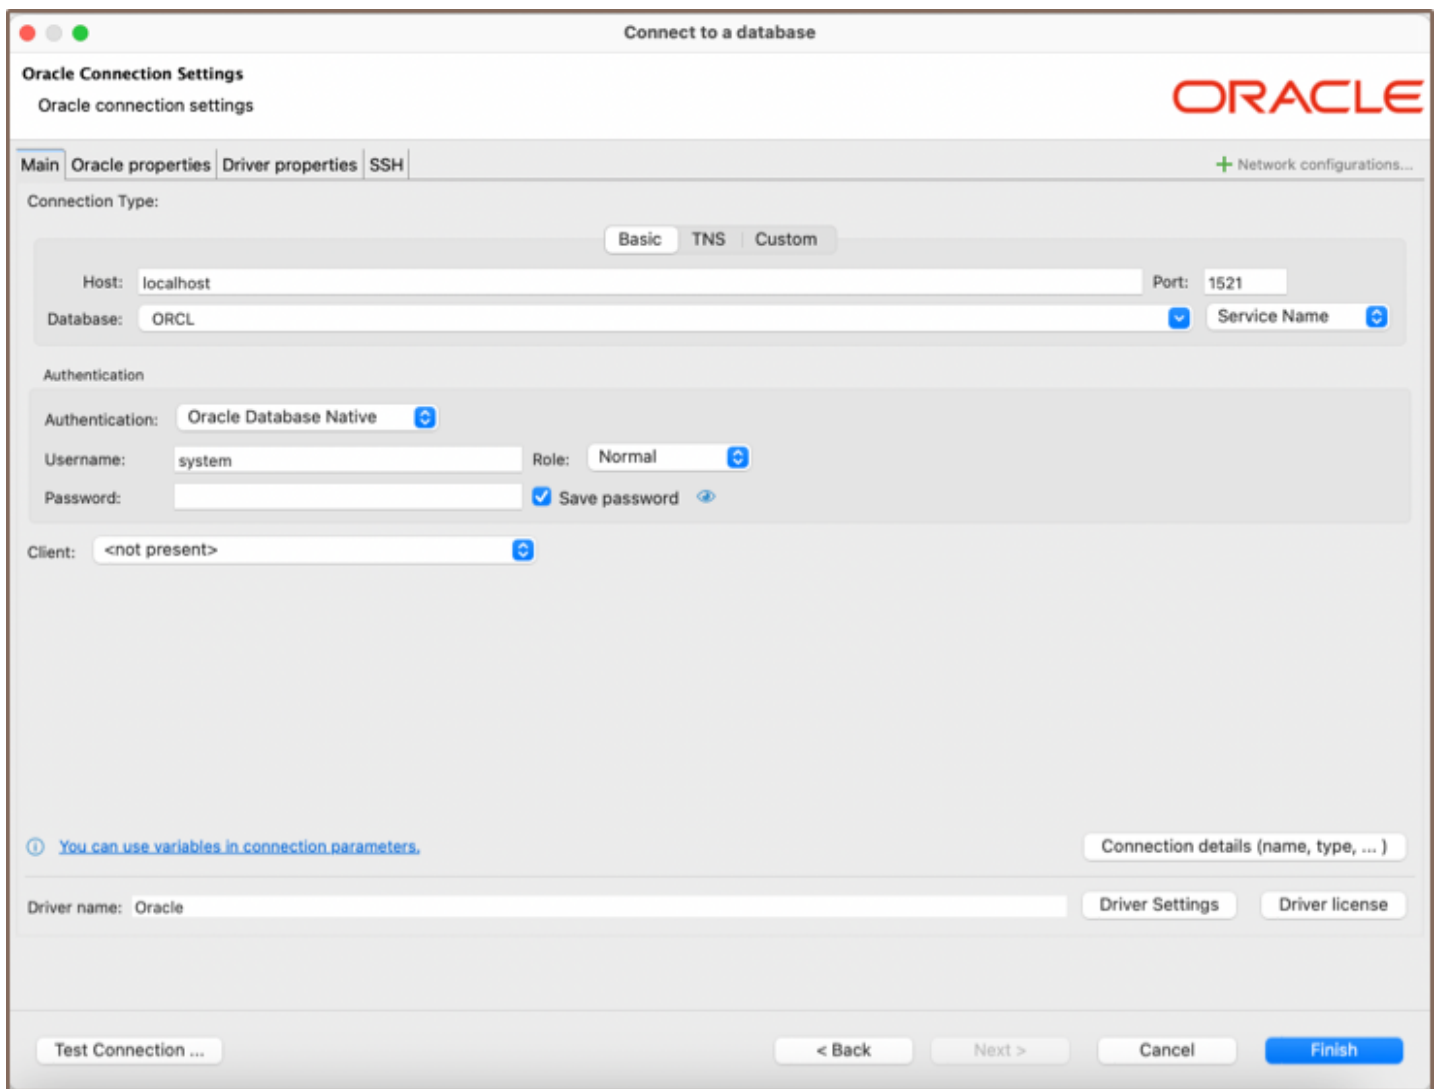 Connect to a database
Oracle Connection Settings
Oracle connection settings
ORACLE
Main Oracle properties Driver properties SSH Network configurations...
Connection Type:
Basic TNS Custom
Host: localhost Port: 1521
Database: ORCL Service Name
Authentication
Authentication: Oracle Database Native
Username: system Role: Normal
Password: Save password
Client: <not present>
You can use variables in connection parameters. Connection details (name, type, ... )
Driver name: Oracle Driver Settings Driver license
Test Connection ... < Back Next > Cancel Finish